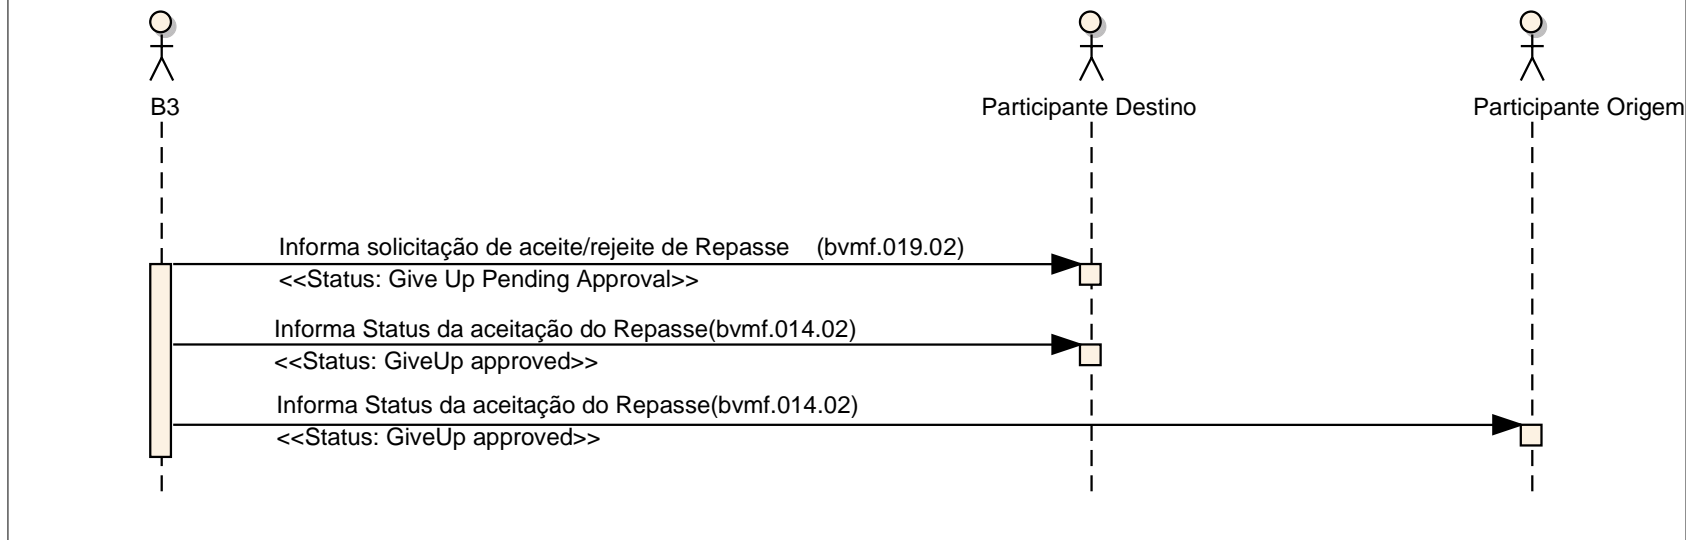 B3
Participante Destino
Participante Origem
Informa solicitação de aceite/rejeite de Repasse    (bvmf.019.02)
<<Status: Give Up Pending Approval>>
Informa Status da aceitação do Repasse(bvmf.014.02)
<<Status: GiveUp approved>>
Informa Status da aceitação do Repasse(bvmf.014.02)
<<Status: GiveUp approved>>